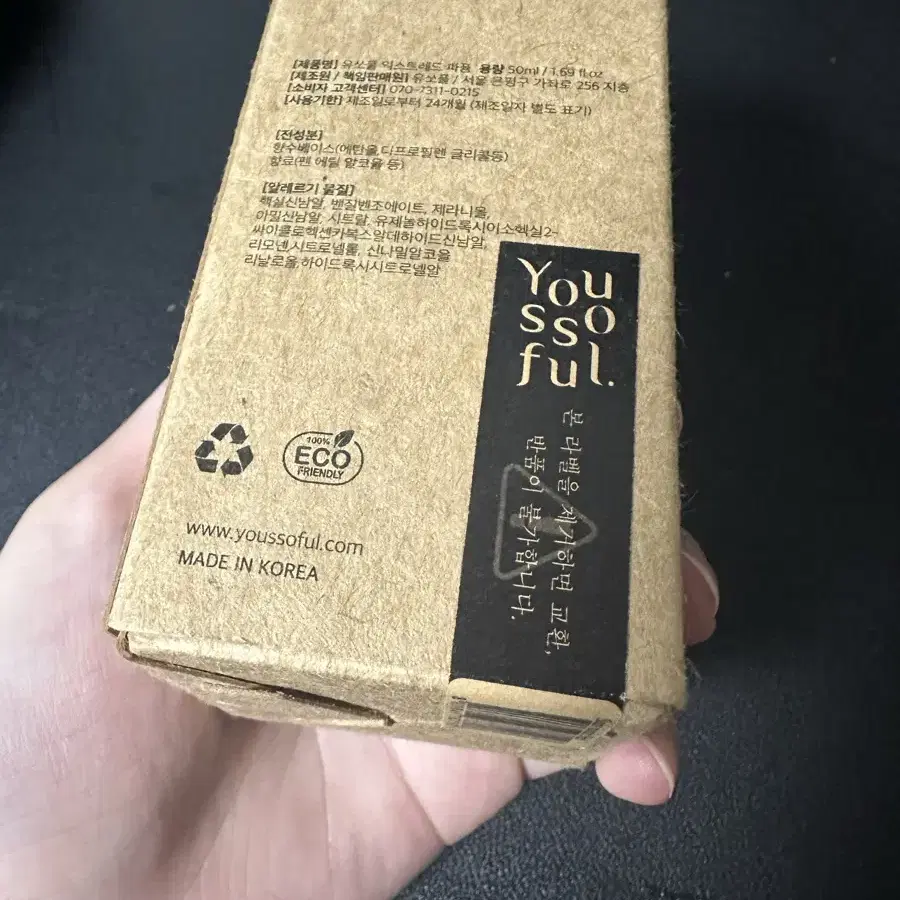 [제품명] 유쏘풀 익스트레드 퍼퓸 용량 50ml / 1.69 fl oz
[제조원 / 책임판매원] 유쏘풀 / 서울 은평구 가좌로 256 지층
[소비자 고객센터] 070-7311-0215
[사용기한] 제조일로부터 24개월 (제조일자 별도 표기)
[전성분]
향수베이스(에탄올,디프로필렌 글리콜등)
향료(펜 에틸 알코올 등)
[알레르기 물질]
헥실신남알, 벤질벤조에이트, 제라니올,
아밀신남알, 시트랄, 유제놀하이드록시이소헥실2-
싸이클로헥센카복스알데하이드신남알,
리모넨,시트로넬롤, 신나밀알코올
리날로올,하이드록시시트로넬알
You
sso
ful.
본 라벨을 제거하면 교환,
반품이 불가합니다.
100%
ECO
FRIENDLY
www.youssoful.com
MADE IN KOREA